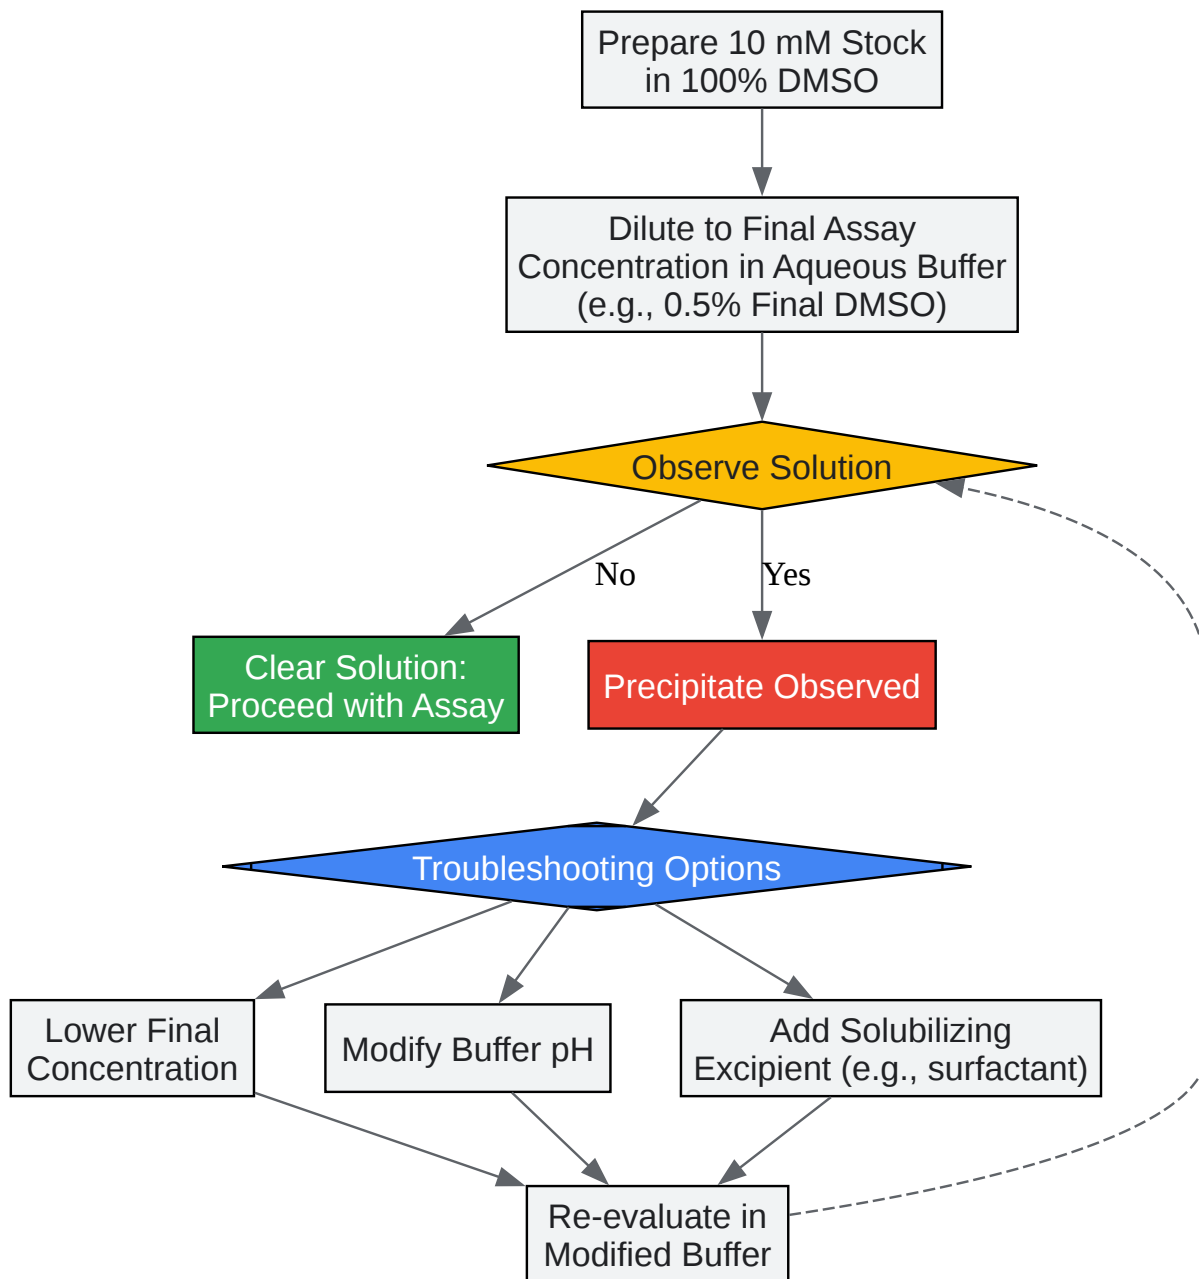 Prepare 10 mM Stock
in 100% DMSO
Dilute to Final Assay
Concentration in Aqueous Buffer
(e.g., 0.5% Final DMSO)
Observe Solution
No
Yes
Clear Solution:
Proceed with Assay
Precipitate Observed
Troubleshooting Options
Lower Final
Concentration
Modify Buffer pH
Add Solubilizing
Excipient (e.g., surfactant)
Re-evaluate in
Modified Buffer